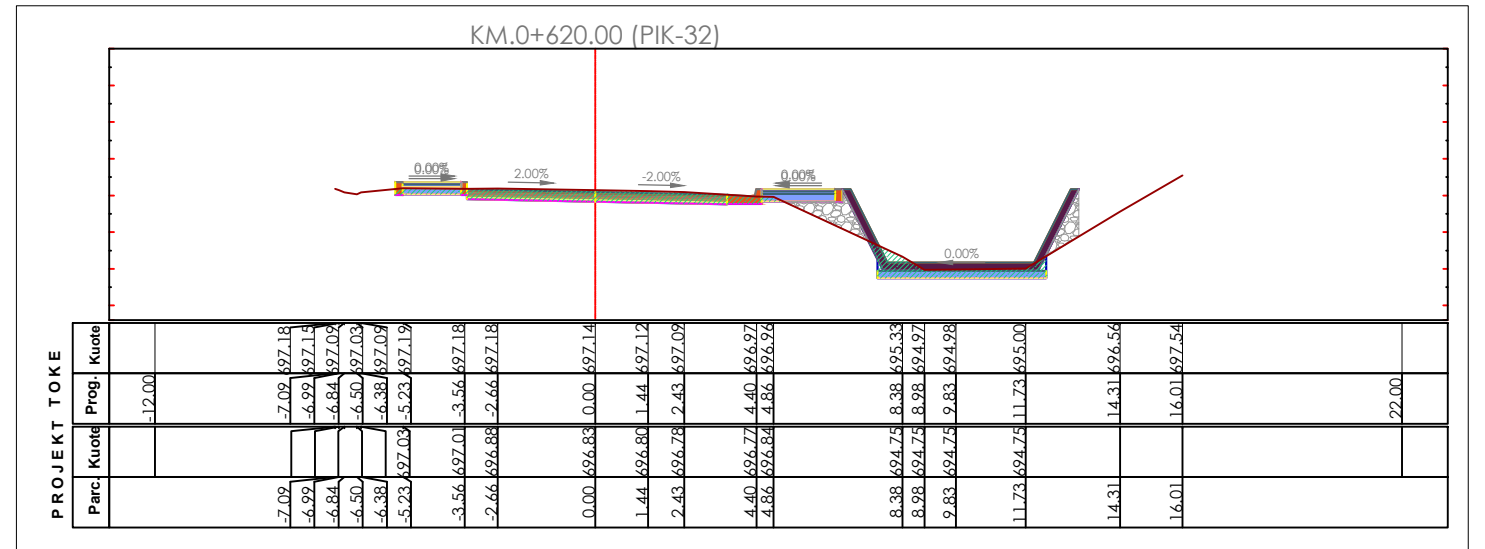 KM.0+620.00 (PIK-32)
0.00%
0.00%
2.00%
-2.00%
0.00%
0.00%
0.00%
PROJEKT TOKE
Kuote 697.18 697.15 697.09 697.03 697.09 697.19 697.18 697.18 697.14 697.12 697.09 696.97 696.96 695.33 694.97 694.98 695.00 696.56 697.54
Prog. -12.00 -7.09 -6.99 -6.84 -6.50 -6.38 -5.23 -3.56 -2.66 0.00 1.44 2.43 4.40 4.86 8.38 8.98 9.83 11.73 14.31 16.01 22.00
Kuote 697.03 697.01 696.88 696.83 696.80 696.78 696.77 696.84 694.75 694.75 694.75 694.75
Parc. -7.09 -6.99 -6.84 -6.50 -6.38 -5.23 -3.56 -2.66 0.00 1.44 2.43 4.40 4.86 8.38 8.98 9.83 11.73 14.31 16.01